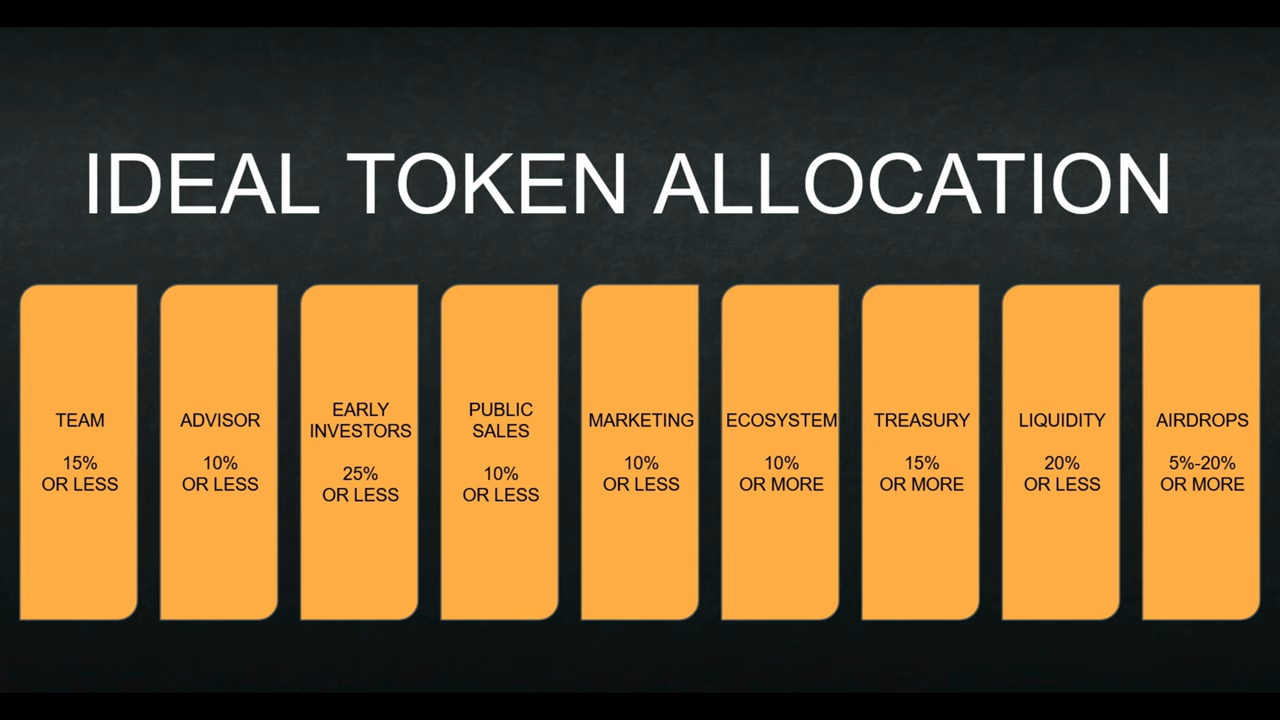 IDEAL TOKEN ALLOCATION
TEAM
15%
OR LESS
ADVISOR
10%
OR LESS
EARLY
INVESTORS
25%
OR LESS
PUBLIC
SALES
10%
OR LESS
MARKETING
10%
OR LESS
ECOSYSTEM
10%
OR MORE
TREASURY
15%
OR MORE
LIQUIDITY
20%
OR LESS
AIRDROPS
5%-20%
OR MORE